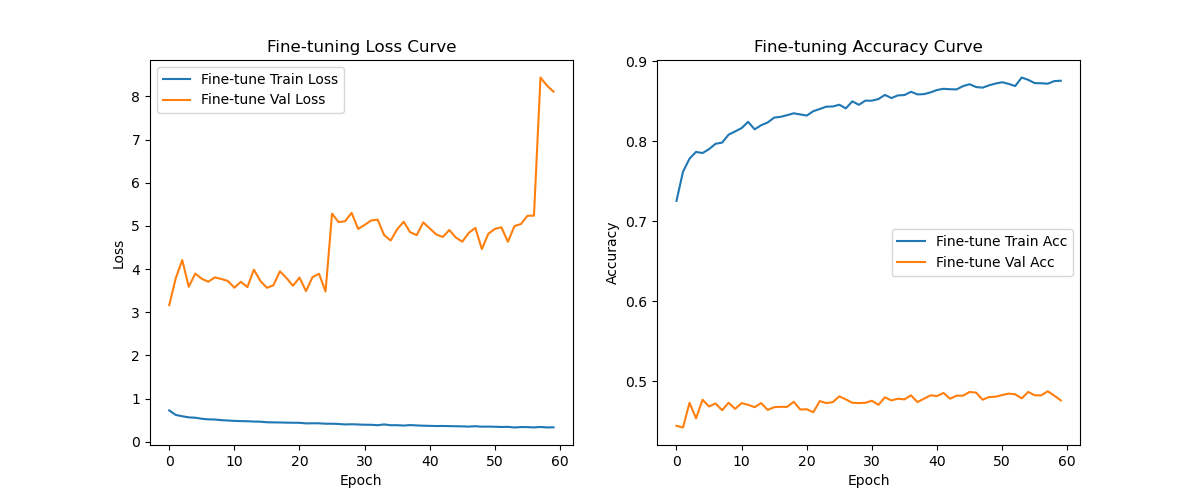 Fine-tuning Loss Curve
Fine-tune Train Loss
Fine-tune Val Loss
Loss
8
7
6
5
4
3
2
1
0
0 10 20 30 40 50 60
Epoch
Fine-tuning Accuracy Curve
Fine-tune Train Acc
Fine-tune Val Acc
Accuracy
0.9
0.8
0.7
0.6
0.5
0 10 20 30 40 50 60
Epoch